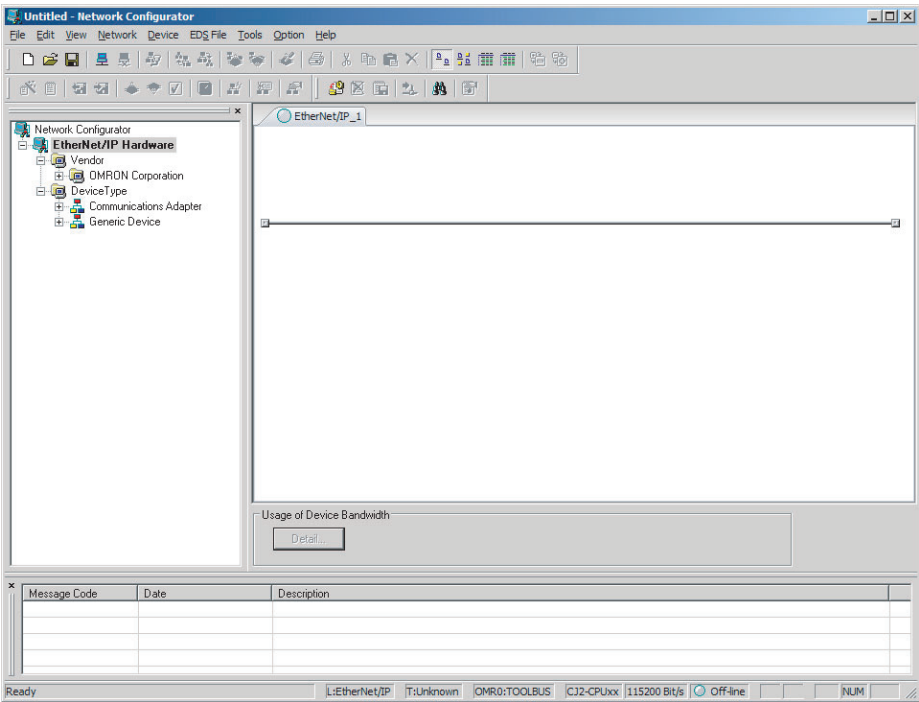 Untitled - Network Configurator
File Edit View Network Device EDS File Tools Option Help
Network Configurator
EtherNet/IP Hardware
Vendor
OMRON Corporation
DeviceType
Communications Adapter
Generic Device
EtherNet/IP_1
Usage of Device Bandwidth
Detail...
Message Code Date Description
Ready L:EtherNet/IP T:Unknown OMR0:TOOLBUS CJ2-CPUxx 115200 Bit/s Off-line NUM